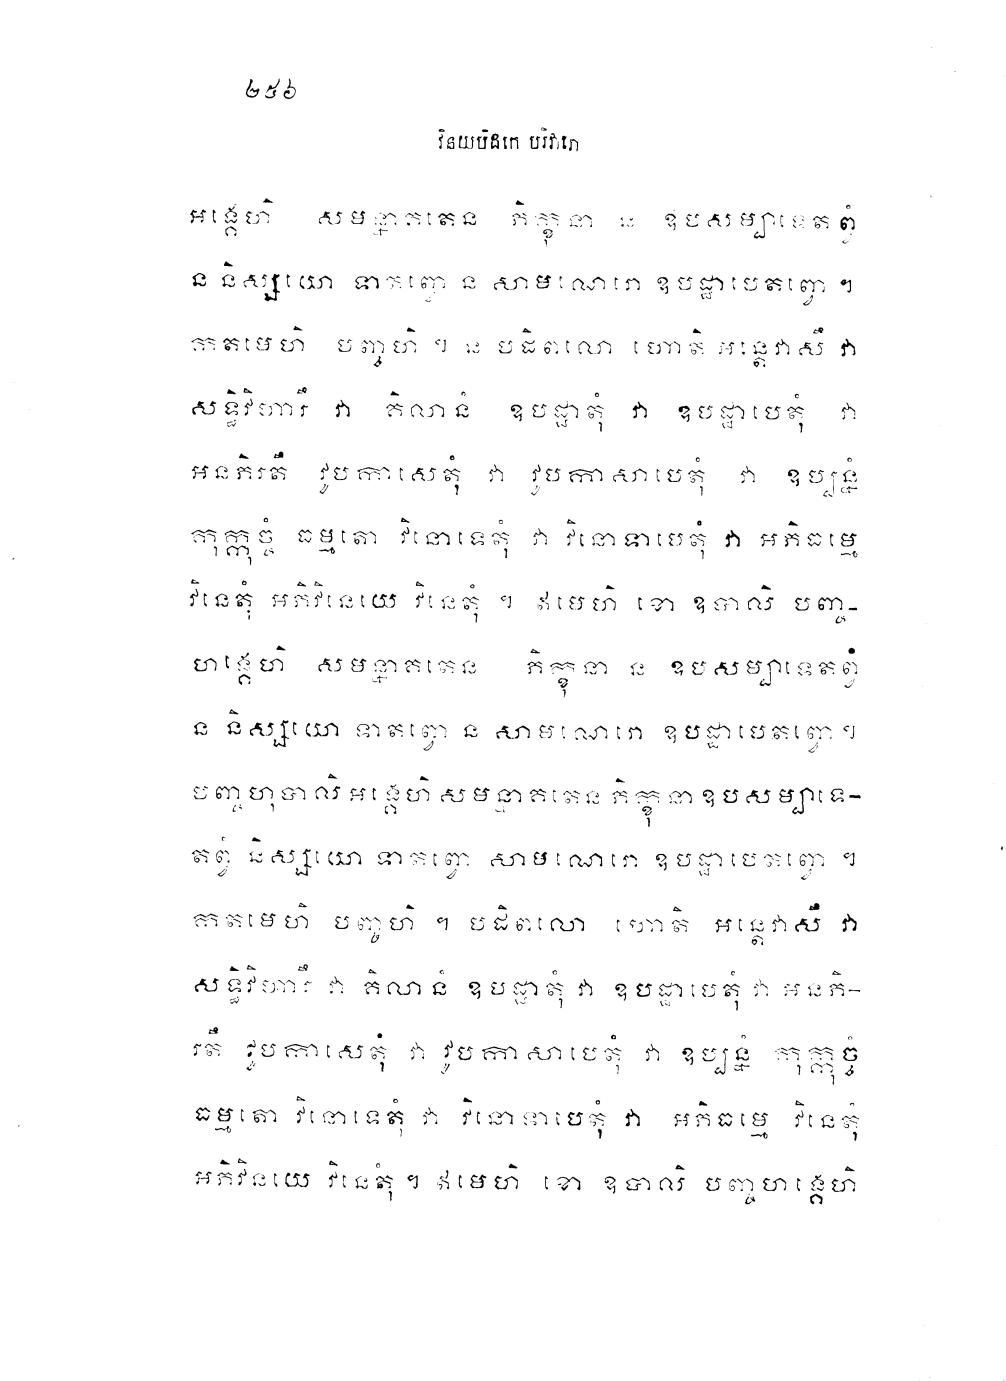 ២៥៦
វិនយបិដកេ បរិវារោ
អង្គេហិ សមន្នាគតេន ភិក្ខុនា ន ឧបសម្បាទេតព្វំ
ន និស្សយោ ទាតព្វោ ន សាមណេរោ ឧបដ្ឋាបេតព្វោ ។
កតមេហិ បញ្ចហិ ។ ន បដិពលោ ហោតិ អន្តេវាសឹ វា
សទ្ធិវិហារឹ វា គិលានំ ឧបដ្ឋាតុំ វា ឧបដ្ឋាបេតុំ វា
អនភិរតឹ វូបកាសេតុំ វា វូបកាសាបេតុំ វា ឧប្បន្នំ
កុក្កុច្ចំ ធម្មតោ វិនោទេតុំ វា វិនោទាបេតុំ វា អភិធម្មេ
វិនេតុំ អភិវិនយេ វិនេតុំ ។ ឥមេហិ ខោ ឧបាលិ បញ្ច-
ហង្គេហិ សមន្នាគតេន ភិក្ខុនា ន ឧបសម្បាទេតព្វំ
ន និស្សយោ ទាតព្វោ ន សាមណេរោ ឧបដ្ឋាបេតព្វោ ។
បញ្ចហុបាលិ អង្គេហិ សមន្នាគតេន ភិក្ខុនា ឧបសម្បាទេ-
តព្វំ និស្សយោ ទាតព្វោ សាមណេរោ ឧបដ្ឋាបេតព្វោ ។
កតមេហិ បញ្ចហិ ។ បដិពលោ ហោតិ អន្តេវាសឹ វា
សទ្ធិវិហារឹ វា គិលានំ ឧបដ្ឋាតុំ វា ឧបដ្ឋាបេតុំ វា អនភិ-
រតឹ វូបកាសេតុំ វា វូបកាសាបេតុំ វា ឧប្បន្នំ កុក្កុច្ចំ
ធម្មតោ វិនោទេតុំ វា វិនោទាបេតុំ វា អភិធម្មេ វិនេតុំ
អភិវិនយេ វិនេតុំ ។ ឥមេហិ ខោ ឧបាលិ បញ្ចហង្គេហិ